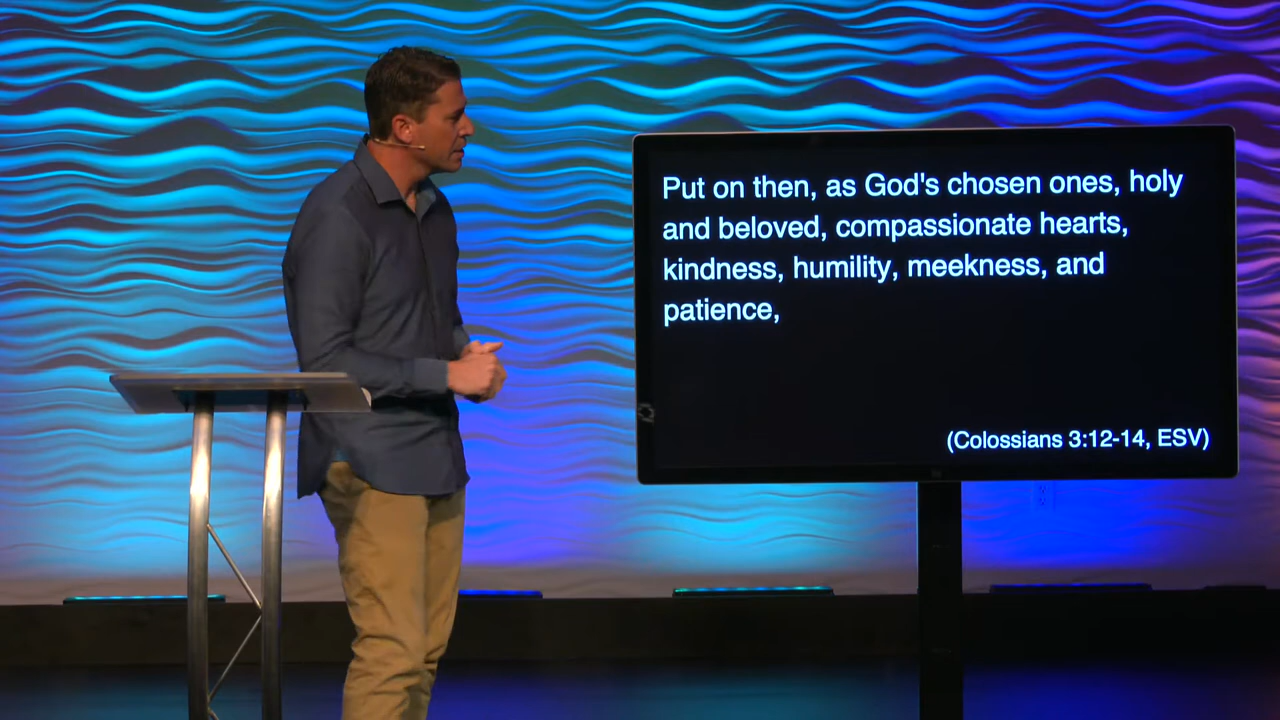 Put on then, as God's chosen ones, holy
and beloved, compassionate hearts,
kindness, humility, meekness, and
patience,
(Colossians 3:12-14, ESV)